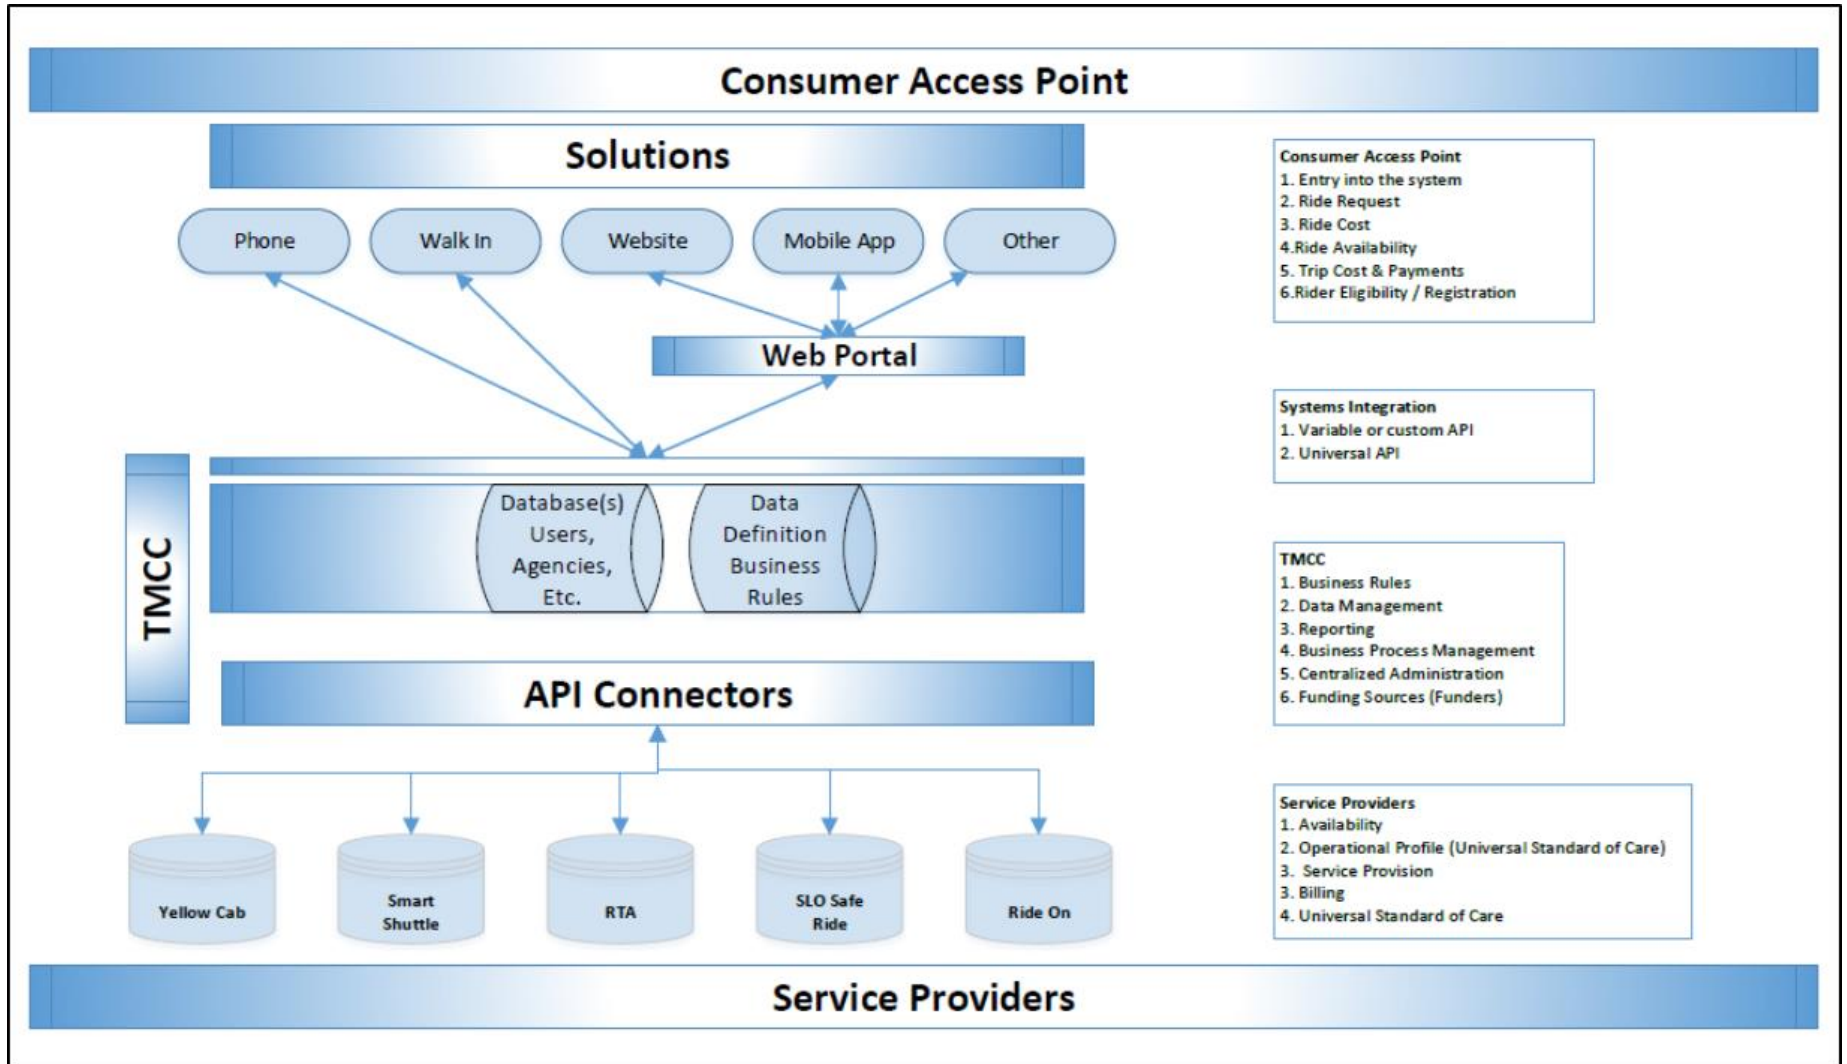 Consumer Access Point
Solutions
Phone
Walk In
Website
Mobile App
Other
Web Portal
TMCC
Database(s)
Users,
Agencies,
Etc.
Data
Definition
Business
Rules
API Connectors
Yellow Cab
Smart
Shuttle
RTA
SLO Safe
Ride
Ride On
Consumer Access Point
1. Entry into the system
2. Ride Request
3. Ride Cost
4.Ride Availability
5. Trip Cost & Payments
6.Rider Eligibility / Registration
Systems Integration
1. Variable or custom API
2. Universal API
TMCC
1. Business Rules
2. Data Management
3. Reporting
4. Business Process Management
5. Centralized Administration
6. Funding Sources (Funders)
Service Providers
1. Availability
2. Operational Profile (Universal Standard of Care)
3. Service Provision
3. Billing
4. Universal Standard of Care
Service Providers